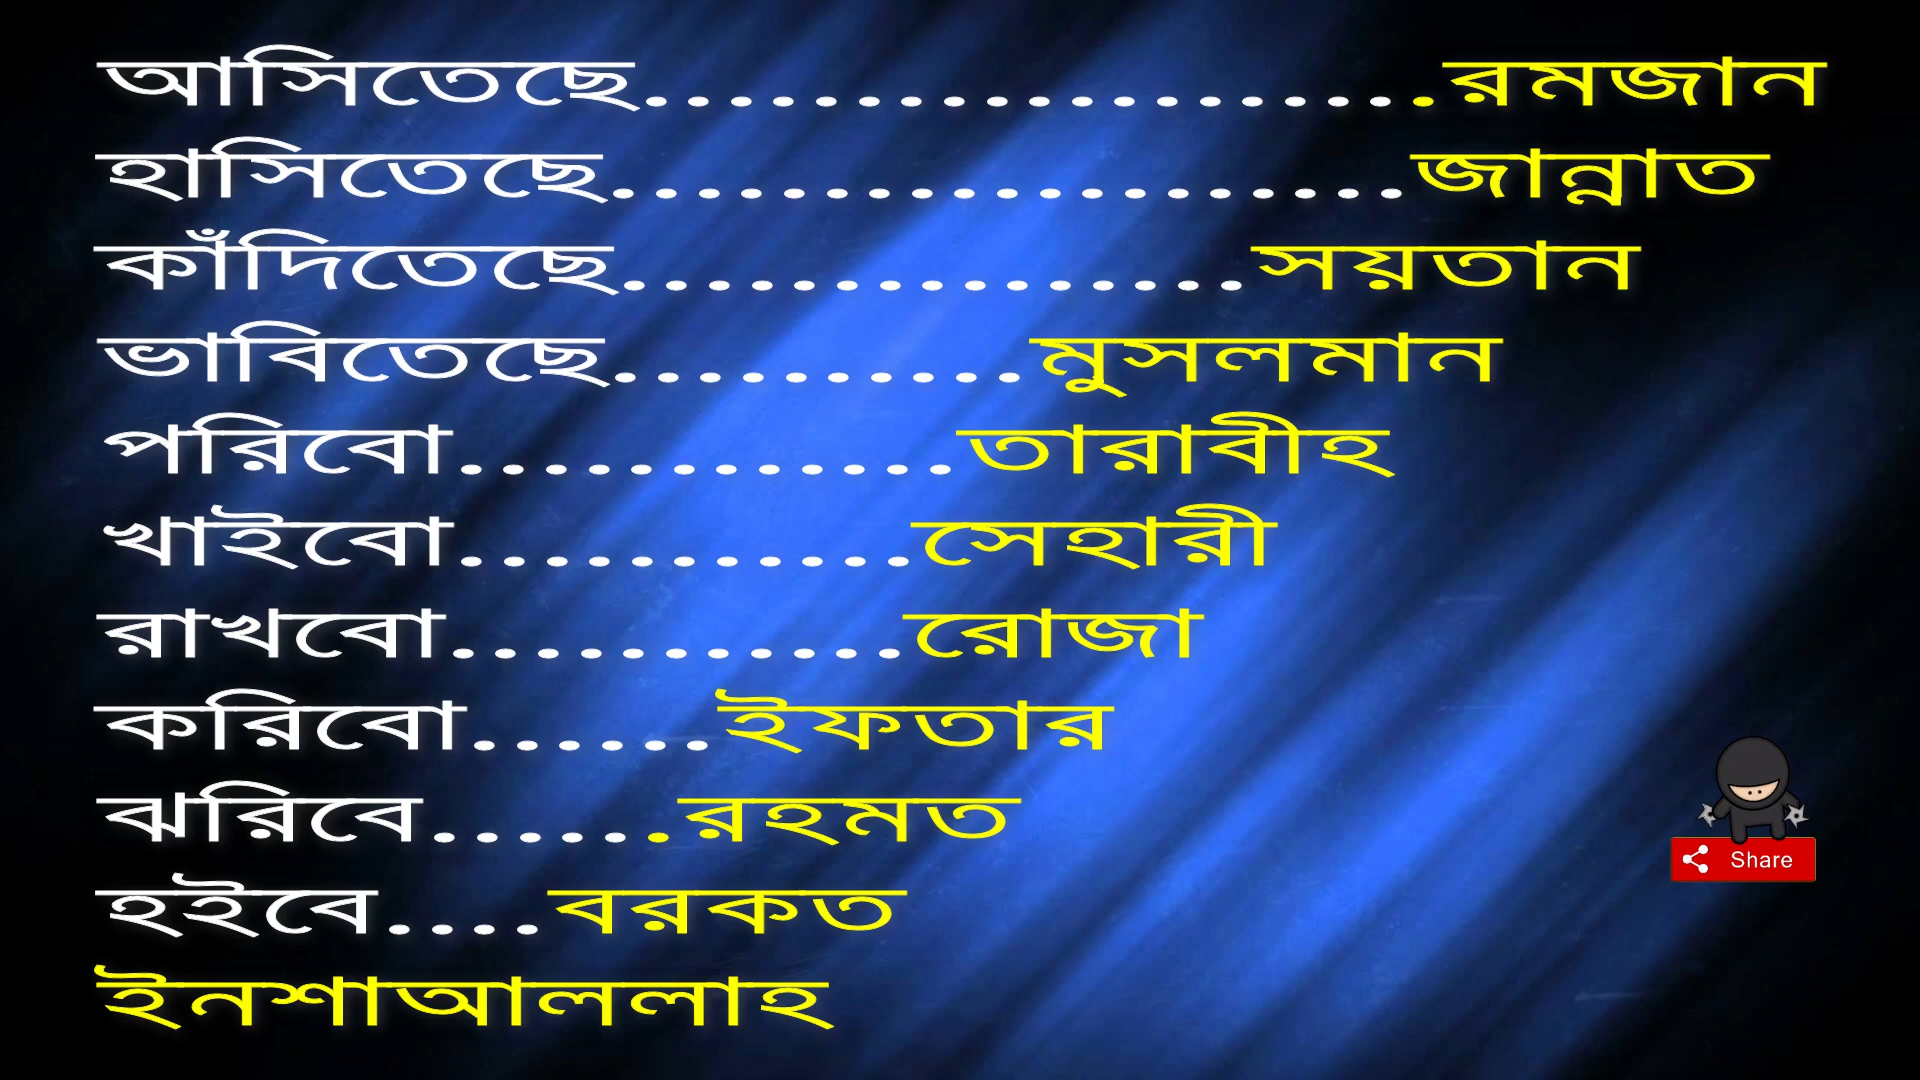 আসিতেছে...................রমজান
হাসিতেছে...................জান্নাত
কাঁদিতেছে...............সয়তান
ভাবিতেছে..........মুসলমান
পরিবো............তারাবীহ
খাইবো...........সেহারী
রাখবো...........রোজা
করিবো......ইফতার
ঝরিবে......রহমত
হইবে....বরকত
ইনশাআললাহ
Share